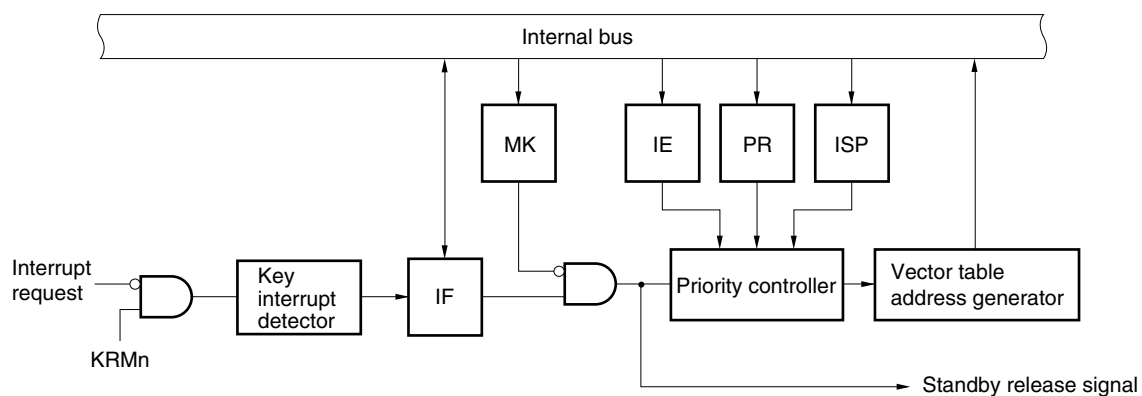 Internal bus
MK
IE
PR
ISP
Interrupt
request
KRMn
Key
interrupt
detector
IF
Priority controller
Vector table
address generator
Standby release signal